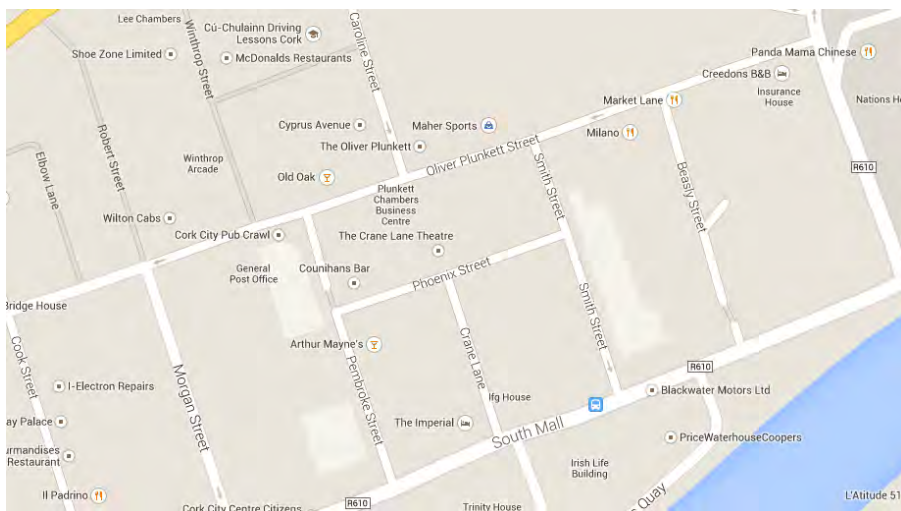 Lee Chambers
Cú-Chulainn Driving
Lessons Cork
Winthrop Street
Caroline Street
Shoe Zone Limited
McDonalds Restaurants
Panda Mama Chinese
Creedons B&B
Insurance
House
Market Lane
Nations H
Cyprus Avenue
Maher Sports
Milano
The Oliver Plunkett
Oliver Plunkett Street
Robert Street
Elbow Lane
Winthrop
Arcade
Smith Street
Beasly Street
R610
Old Oak
Plunkett
Chambers
Business
Centre
Wilton Cabs
Cork City Pub Crawl
The Crane Lane Theatre
General
Post Office
Counihans Bar
Phoenix Street
Bridge House
Smith Street
Arthur Mayne's
Cook Street
Crane Lane
R610
I-Electron Repairs
Morgan Street
Pembroke Street
Ifg House
Blackwater Motors Ltd
ay Palace
The Imperial
South Mall
PriceWaterhouseCoopers
urmandises
Restaurant
Irish Life
Building
Il Padrino
R610
s Quay
L'Atitude 51
Cork City Centre Citizens
Trinity House